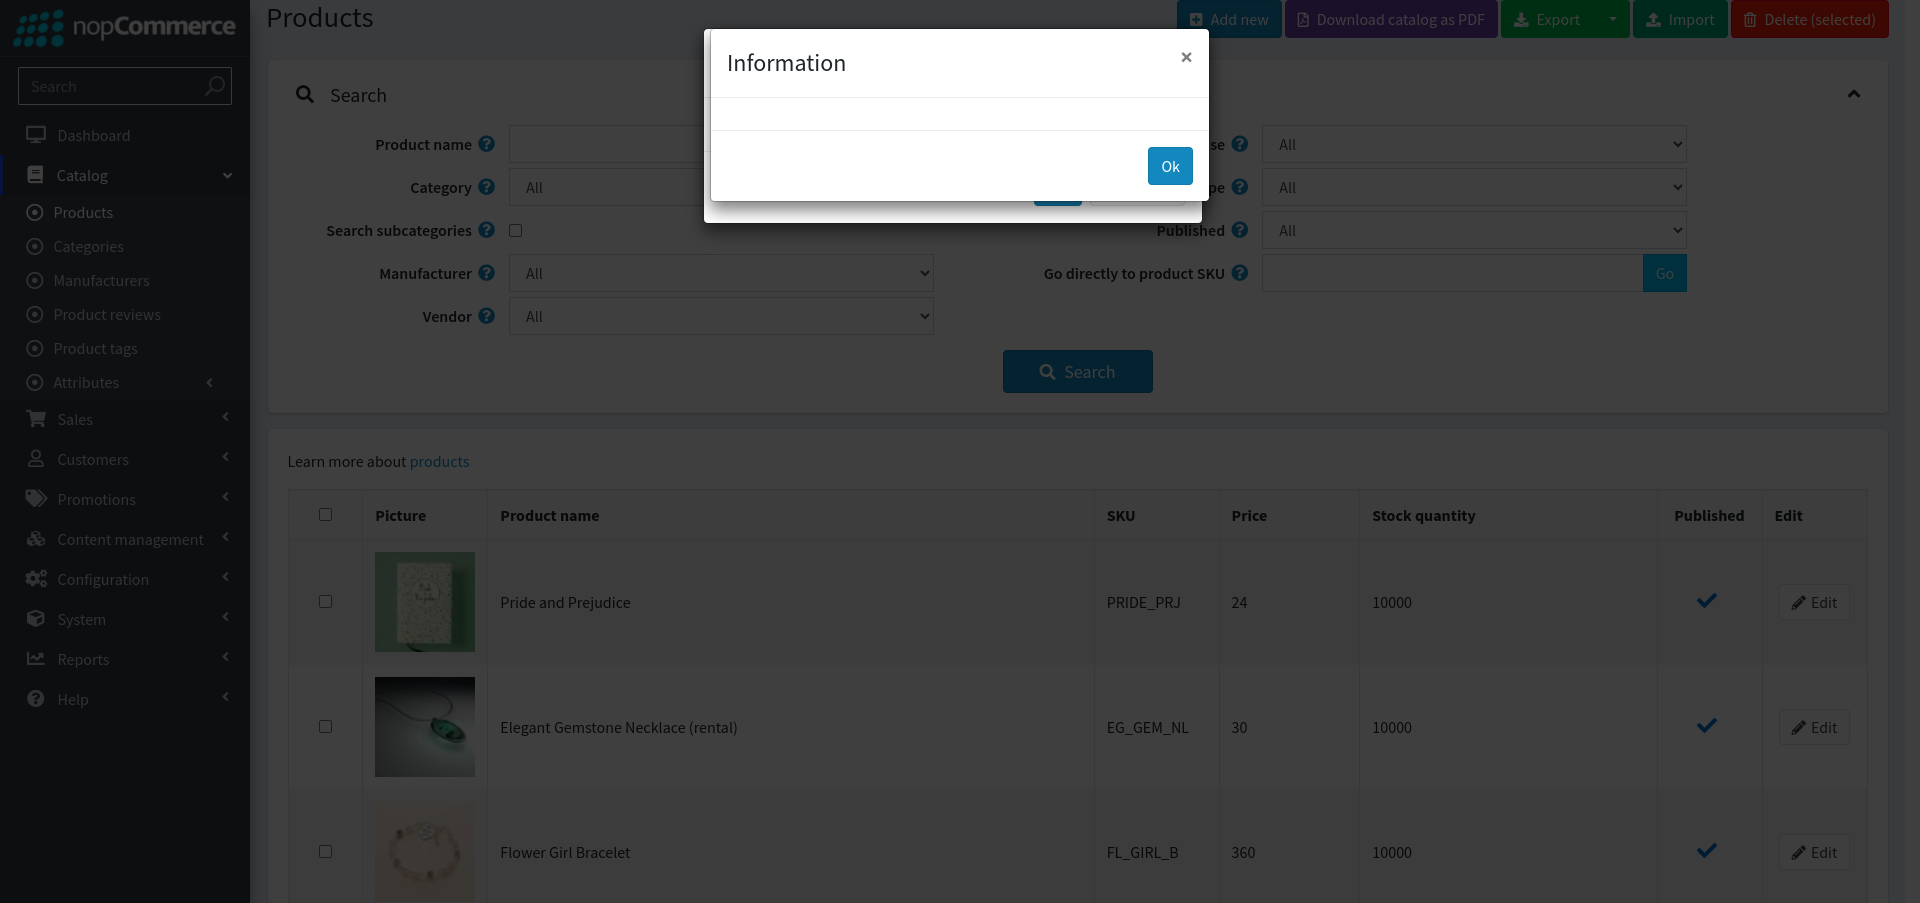 nopCommerce
Products
Add new
Download catalog as PDF
Export
Import
Delete (selected)
Information
×
Ok
Search
Dashboard
Catalog
Products
Categories
Manufacturers
Product reviews
Product tags
Attributes
Sales
Customers
Promotions
Content management
Configuration
System
Reports
Help
Search
Product name
Category
All
Search subcategories
Manufacturer
All
Vendor
All
All
All
Published
All
Go directly to product SKU
Go
Search
Learn more about products
Picture Product name SKU Price Stock quantity Published Edit
Pride and Prejudice PRIDE_PRJ 24 10000 Edit
Elegant Gemstone Necklace (rental) EG_GEM_NL 30 10000 Edit
Flower Girl Bracelet FL_GIRL_B 360 10000 Edit